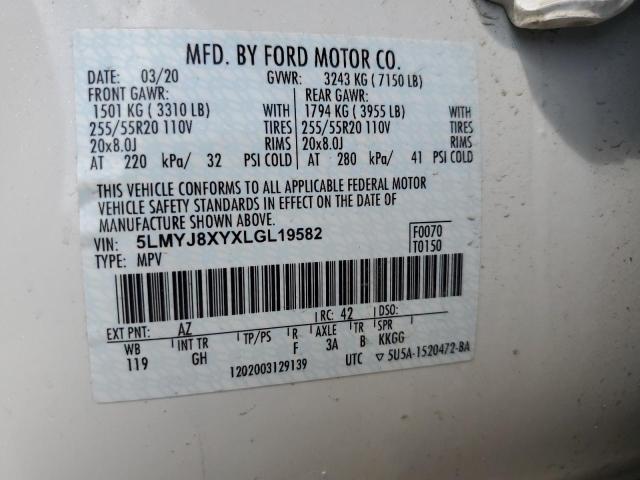 MFD. BY FORD MOTOR CO.
DATE: 03/20 GVWR: 3243 KG ( 7150 LB)
FRONT GAWR: REAR GAWR:
1501 KG ( 3310 LB) WITH 1794 KG ( 3955 LB) WITH
255/55R20 110V TIRES 255/55R20 110V TIRES
20x8.0J RIMS 20x8.0J RIMS
AT 220 kPa/ 32 PSI COLD AT 280 kPa/ 41 PSI COLD
THIS VEHICLE CONFORMS TO ALL APPLICABLE FEDERAL MOTOR
VEHICLE SAFETY STANDARDS IN EFFECT ON THE DATE OF
MANUFACTURE SHOWN ABOVE.
VIN: 5LMYJ8XYXLGL19582 F0070
TYPE: MPV T0150
EXT PNT: AZ RC: 42 DSO:
WB INT TR TP/PS R AXLE TR SPR
119 GH F 3A B KKGG
1202003129139 UTC ▽5U5A-1520472-BA